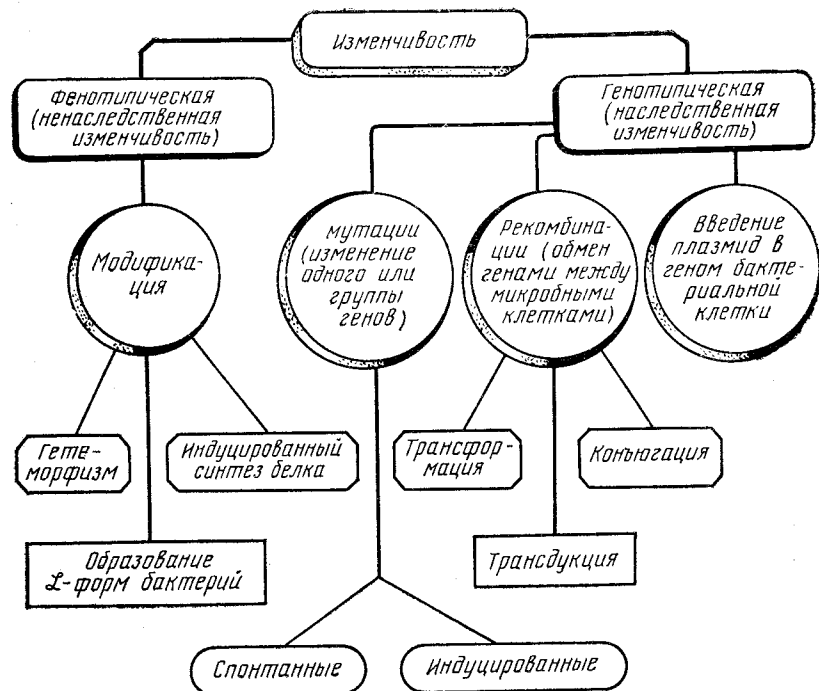 Изменчивость
Фенотипическая
(ненаследственная
изменчивость)
Генотипическая
(наследственная
изменчивость)
Модифика-
ция
мутации
(изменение
одного или
группы
генов)
Рекомбина-
ции (обмен
генами между
микробными
клетками)
Введение
плазмид в
геном бакте-
риальной
клетки
Гете-
морфизм
Индуцированный
синтез белка
Трансфор-
мация
Конъюгация
Образование
L-форм бактерий
Трансдукция
Спонтанные
Индуцированные